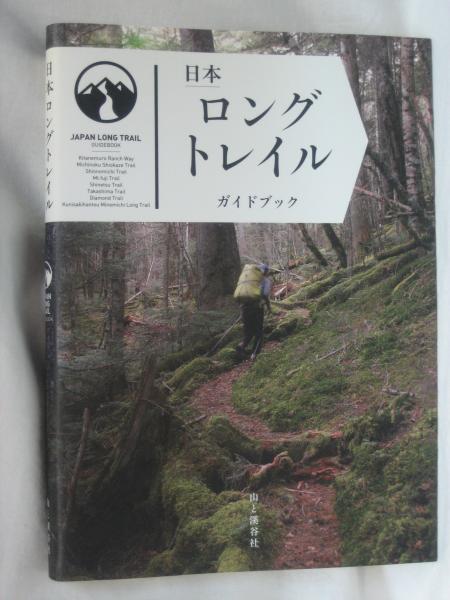 日本
ロング
トレイル
ガイドブック
JAPAN LONG TRAIL
GUIDEBOOK
Kitanemuro Ranch Way
Michinoku Shiokaze Trail
Shionomichi Trail
Mt.fuji Trail
Shinetsu Trail
Takashima Trail
Diamond Trail
Kunisakihantou Minemichi Long Trail
山と溪谷社
日本ロングトレイル